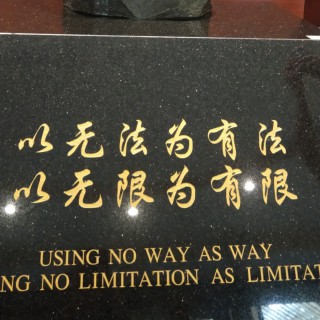 以无法为有法
以无限为有限
USING NO WAY AS WAY
NG NO LIMITATION AS LIMITAT